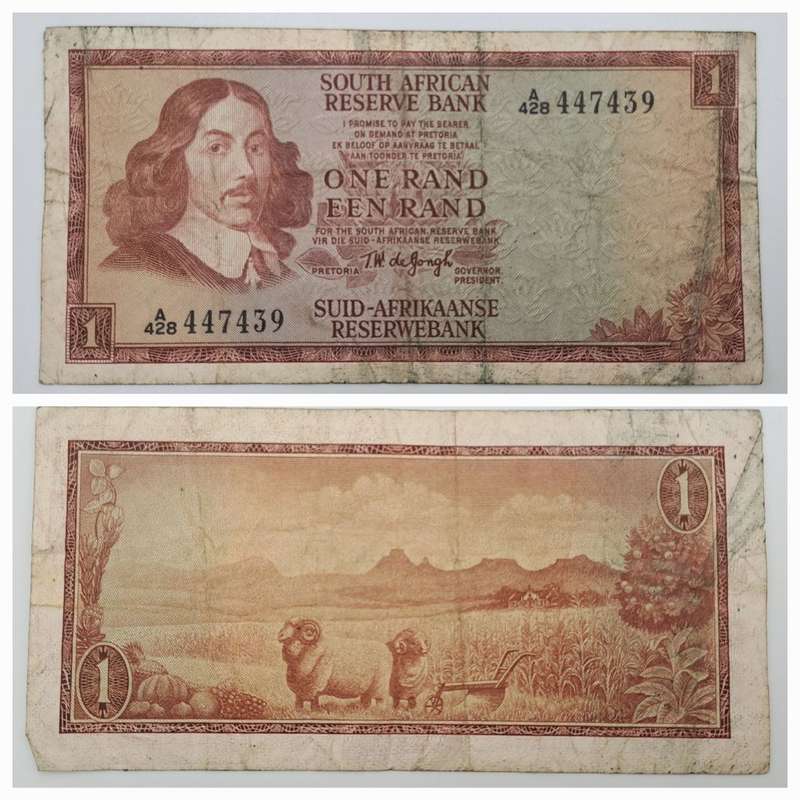 1
SOUTH AFRICAN
RESERVE BANK
A/428 447439
I PROMISE TO PAY THE BEARER
ON DEMAND AT PRETORIA
EK BELOOF OP AANVRAAG TE BETAAL
AAN TOONDER TE PRETORIA
ONE RAND
EEN RAND
FOR THE SOUTH AFRICAN RESERVE BANK
VIR DIE SUID-AFRIKAANSE RESERWEBANK
T.W. de Jongh
PRETORIA GOVERNOR
PRESIDENT.
1
A/428 447439
SUID-AFRIKAANSE
RESERWEBANK
1
1